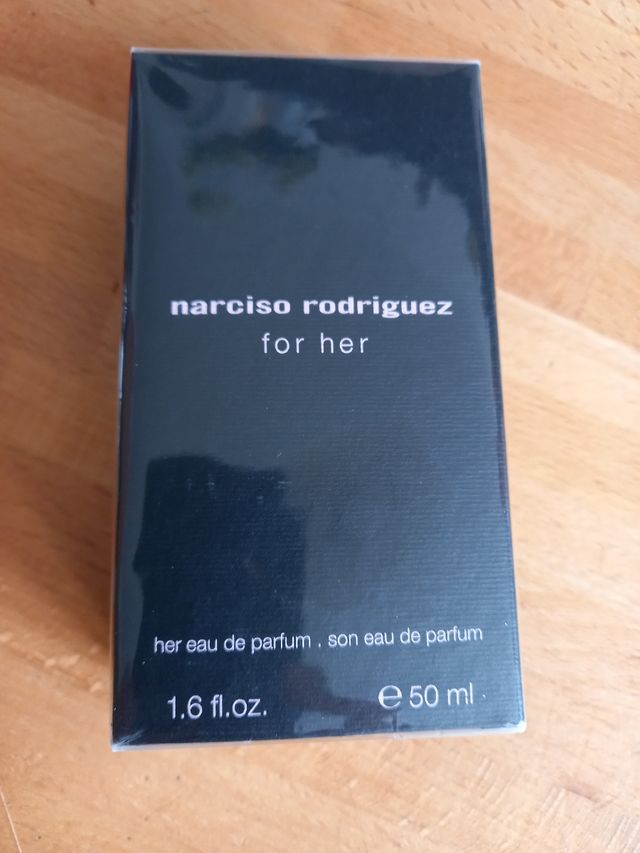 narciso rodriguez
for her
her eau de parfum . son eau de parfum
1.6 fl.oz. ℮ 50 ml